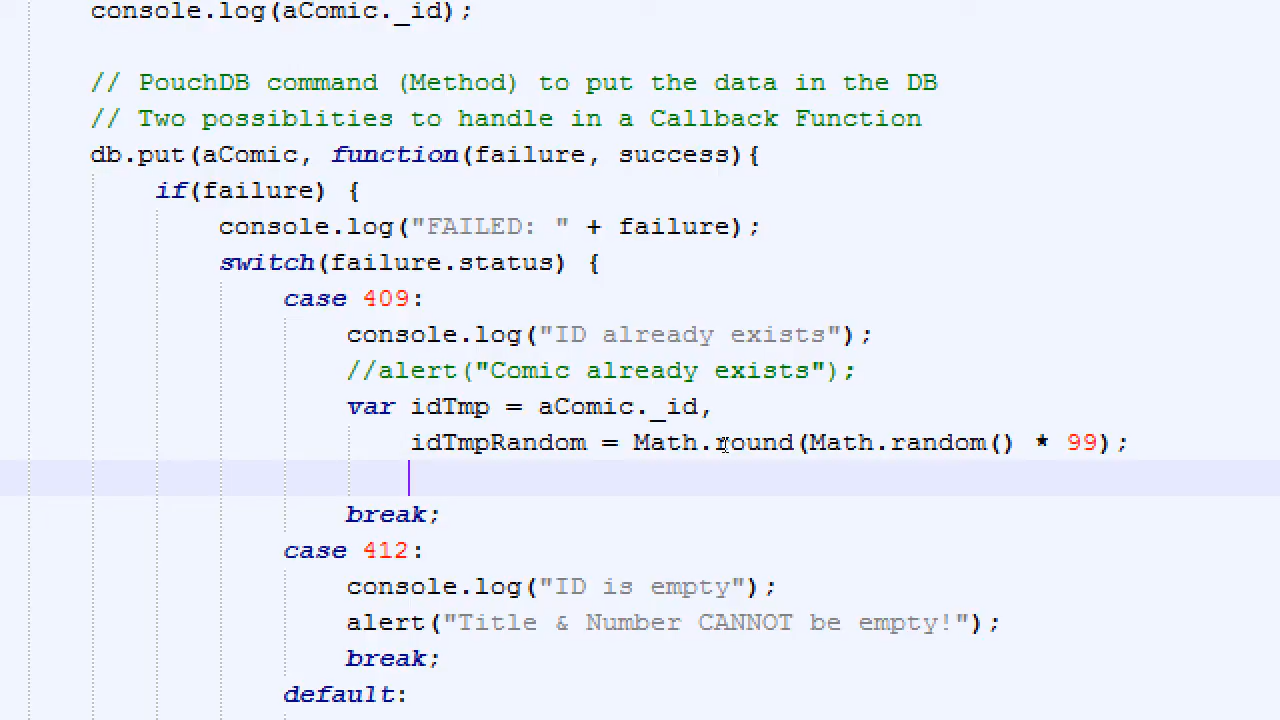 console.log(aComic._id);
// PouchDB command (Method) to put the data in the DB
// Two possiblities to handle in a Callback Function
db.put(aComic, function(failure, success){
if(failure) {
console.log("FAILED: " + failure);
switch(failure.status) {
case 409:
console.log("ID already exists");
//alert("Comic already exists");
var idTmp = aComic._id,
idTmpRandom = Math.round(Math.random() * 99);
break;
case 412:
console.log("ID is empty");
alert("Title & Number CANNOT be empty!");
break;
default: